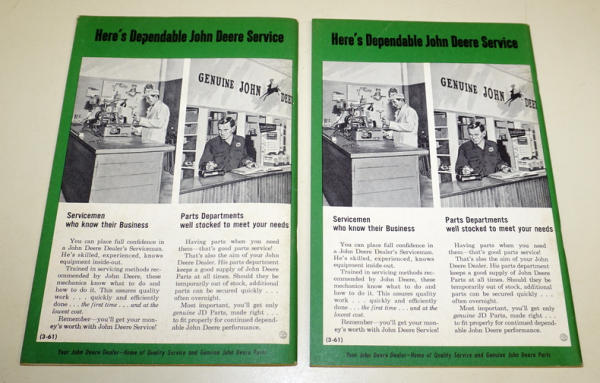 Here's Dependable John Deere Service
GENUINE JOHN DEE
Servicemen
who know their Business
Parts Departments
well stocked to meet your needs
You can place full confidence in
a John Deere Dealer's Serviceman.
He's skilled, experienced, knows
equipment inside-out.
Trained in servicing methods rec-
ommended by John Deere, these
mechanics know what to do and
how to do it. This assures quality
work . . . quickly and efficiently
done . . . the first time . . . and at the
lowest cost.
Remember—you'll get your mon-
ey's worth with John Deere Service!
Having parts when you need
them—that's good parts service!
That's also the aim of your John
Deere Dealer. His parts department
keeps a good supply of John Deere
Parts at all times. Should they be
temporarily out of stock, additional
parts can be secured quickly . . .
often overnight.
Most important, you'll get only
genuine JD Parts, made right . . .
to fit properly for continued depend-
able John Deere performance.
(3-61)
Your John Deere Dealer—Home of Quality Service and Genuine John Deere Parts
Here's Dependable John Deere Service
GENUINE JOHN DEE
Servicemen
who know their Business
Parts Departments
well stocked to meet your needs
You can place full confidence in
a John Deere Dealer's Serviceman.
He's skilled, experienced, knows
equipment inside-out.
Trained in servicing methods rec-
ommended by John Deere, these
mechanics know what to do and
how to do it. This assures quality
work . . . quickly and efficiently
done . . . the first time . . . and at the
lowest cost.
Remember—you'll get your mon-
ey's worth with John Deere Service!
Having parts when you need
them—that's good parts service!
That's also the aim of your John
Deere Dealer. His parts department
keeps a good supply of John Deere
Parts at all times. Should they be
temporarily out of stock, additional
parts can be secured quickly . . .
often overnight.
Most important, you'll get only
genuine JD Parts, made right . . .
to fit properly for continued depend-
able John Deere performance.
(3-61)
Your John Deere Dealer—Home of Quality Service and Genuine John Deere Parts